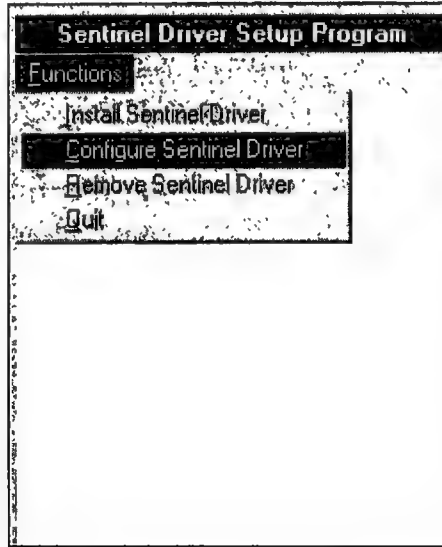 Sentinel Driver Setup Program
Functions
Install Sentinel Driver
Configure Sentinel Driver
Remove Sentinel Driver
Quit